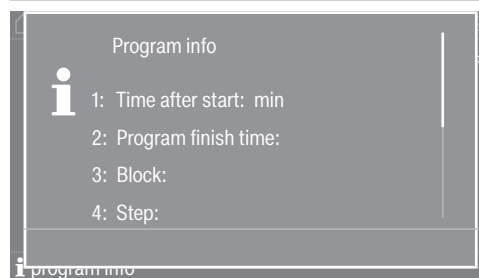 Program info
1: Time after start: min
2: Program finish time:
3: Block:
4: Step:
program info